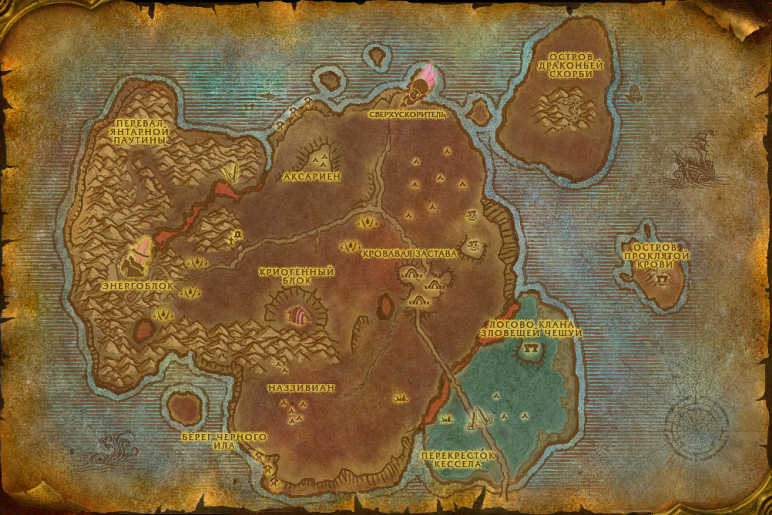 ОСТРОВ
ДРАКОНЬЕЙ
СКОРБИ
СВЕРХУСКОРИТЕЛЬ
ПЕРЕВАЛ
ЯНТАРНОЙ
ПАУТИНЫ
АКСАРИЕН
КРОВАВАЯ ЗАСТАВА
ОСТРОВ
ПРОКЛЯТОЙ
КРОВИ
КРИОГЕННЫЙ
БЛОК
ЭНЕРГОБЛОК
ЛОГОВО КЛАНА
ЗЛОВЕЩЕЙ ЧЕШУИ
НАЗЗИВИАН
БЕРЕГ ЧЕРНОГО
ИЛА
ПЕРЕКРЕСТОК
КЕССЕЛА